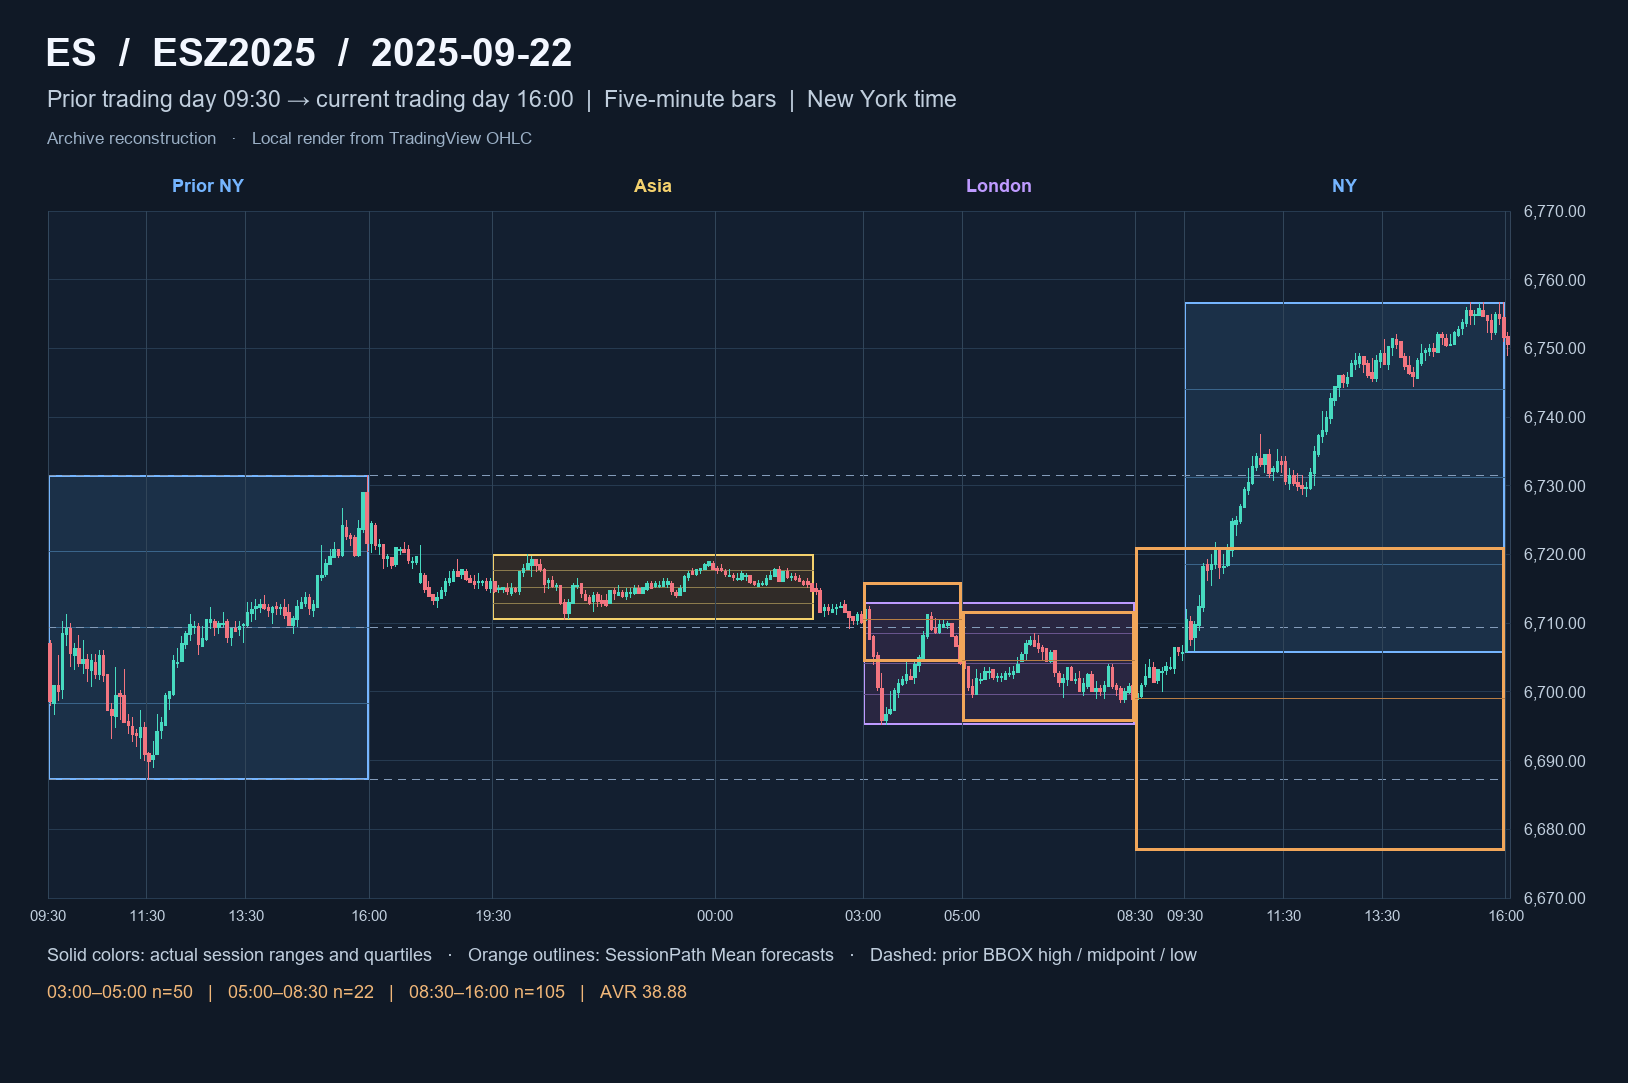 ES / ESZ2025 / 2025-09-22
Prior trading day 09:30 → current trading day 16:00 | Five-minute bars | New York time
Archive reconstruction · Local render from TradingView OHLC
Prior NY
Asia
London
NY
6,770.00
6,760.00
6,750.00
6,740.00
6,730.00
6,720.00
6,710.00
6,700.00
6,690.00
6,680.00
6,670.00
09:30 11:30 13:30 16:00 19:30 00:00 03:00 05:00 08:30 09:30 11:30 13:30 16:00
Solid colors: actual session ranges and quartiles · Orange outlines: SessionPath Mean forecasts · Dashed: prior BBOX high / midpoint / low
03:00–05:00 n=50 | 05:00–08:30 n=22 | 08:30–16:00 n=105 | AVR 38.88